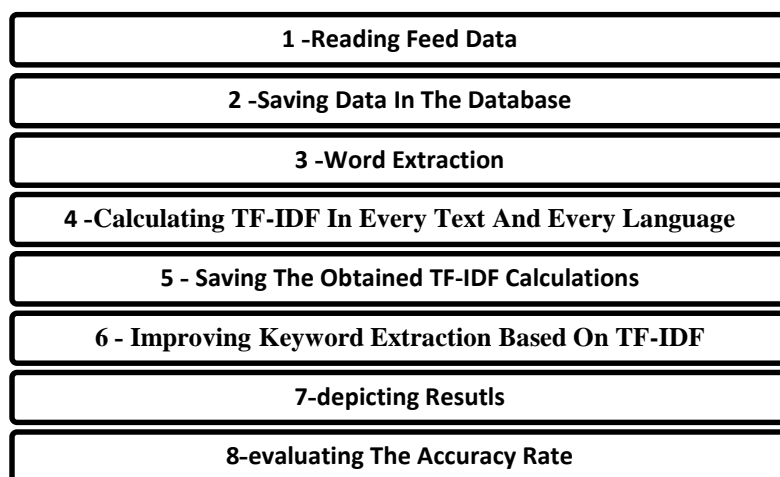 1 -Reading Feed Data
2 -Saving Data In The Database
3 -Word Extraction
4 -Calculating TF-IDF In Every Text And Every Language
5 - Saving The Obtained TF-IDF Calculations
6 - Improving Keyword Extraction Based On TF-IDF
7-depicting Resutls
8-evaluating The Accuracy Rate